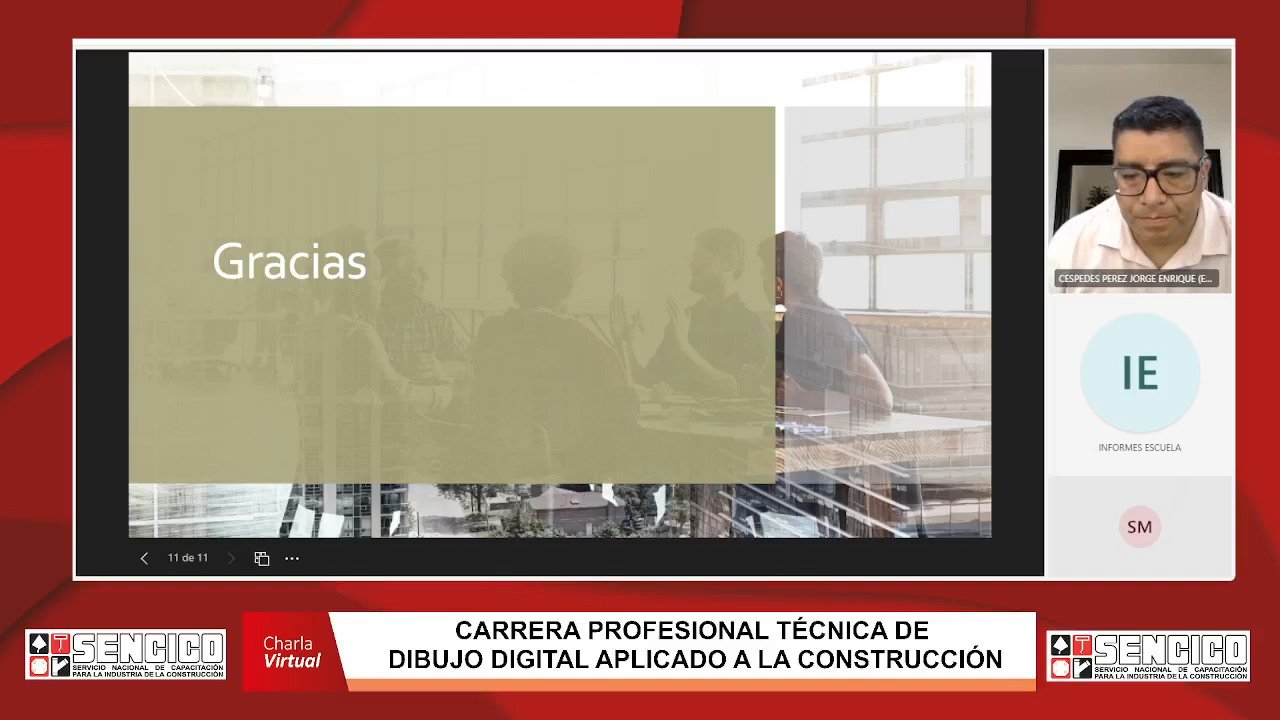 Gracias
11 de 11
CESPEDES PEREZ JORGE ENRIQUE (E...
IE
INFORMES ESCUELA
SM
SENCICO
SERVICIO NACIONAL DE CAPACITACIÓN
PARA LA INDUSTRIA DE LA CONSTRUCCIÓN
Charla
Virtual
CARRERA PROFESIONAL TÉCNICA DE
DIBUJO DIGITAL APLICADO A LA CONSTRUCCIÓN
SENCICO
SERVICIO NACIONAL DE CAPACITACIÓN
PARA LA INDUSTRIA DE LA CONSTRUCCIÓN